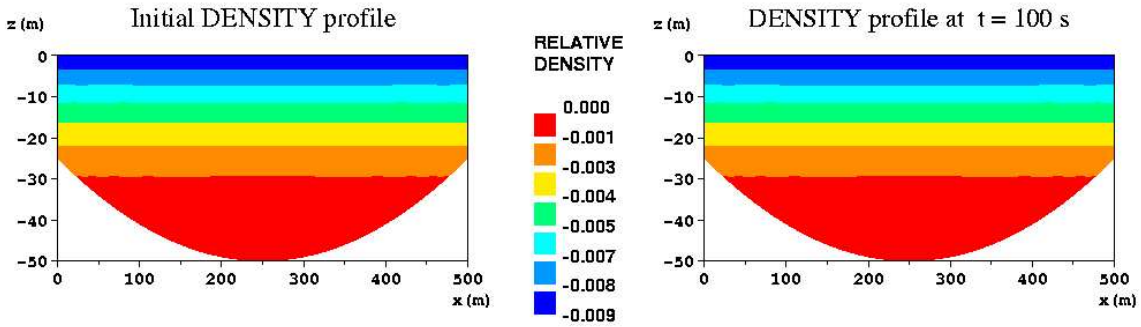 Initial DENSITY profile
z (m)
0
-10
-20
-30
-40
-50
0 100 200 300 400 500
x (m)
RELATIVE
DENSITY
0.000
-0.001
-0.003
-0.004
-0.005
-0.007
-0.008
-0.009
DENSITY profile at t = 100 s
z (m)
0
-10
-20
-30
-40
-50
0 100 200 300 400 500
x (m)